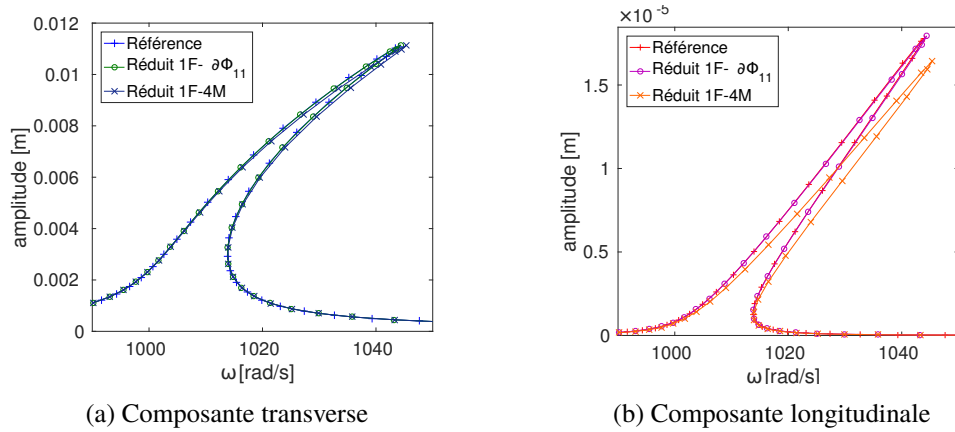 0.012
0.01
0.008
0.006
0.004
0.002
0
amplitude [m]
Référence
Réduit 1F- ∂Φ11
Réduit 1F-4M
1000
1020
1040
ω [rad/s]
(a) Composante transverse
×10-5
1.5
1
0.5
0
amplitude [m]
Référence
Réduit 1F- ∂Φ11
Réduit 1F-4M
1000
1020
1040
ω [rad/s]
(b) Composante longitudinale